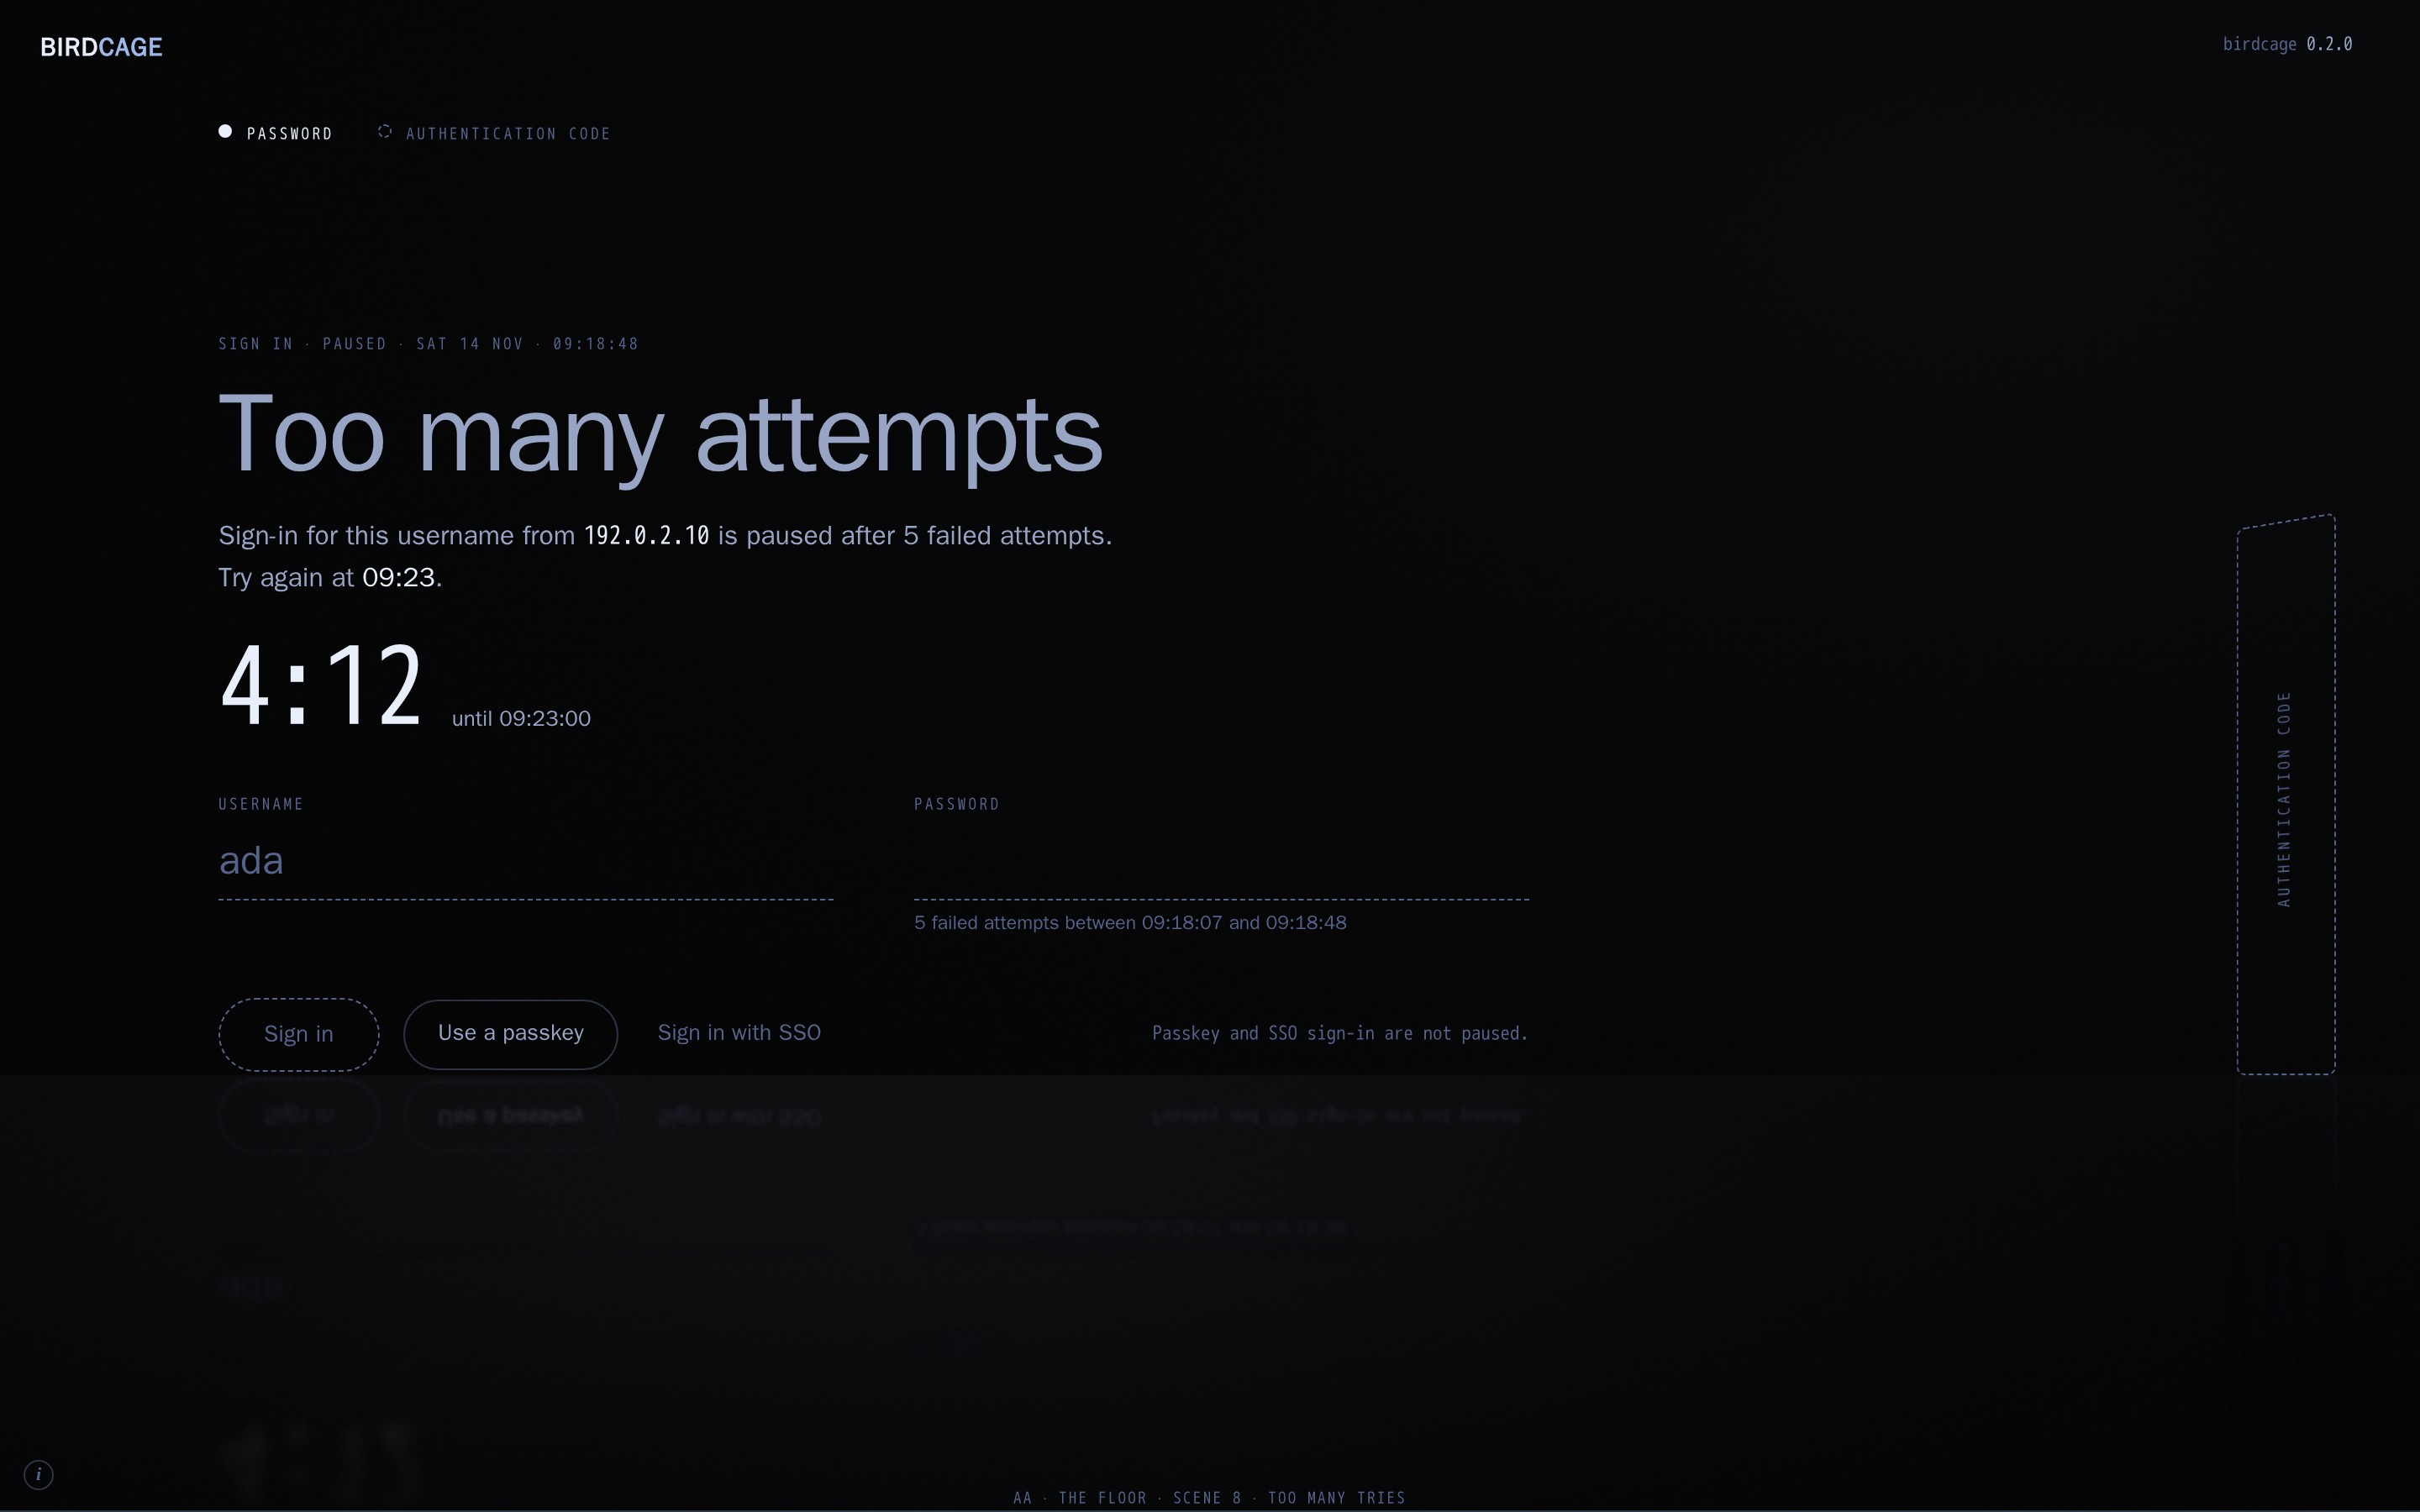 BIRDCAGE
birdcage 0.2.0
PASSWORD
AUTHENTICATION CODE
SIGN IN · PAUSED · SAT 14 NOV · 09:18:48
Too many attempts
Sign-in for this username from 192.0.2.10 is paused after 5 failed attempts.
Try again at 09:23.
4:12 until 09:23:00
USERNAME
PASSWORD
ada
5 failed attempts between 09:18:07 and 09:18:48
AUTHENTICATION CODE
Sign in
Use a passkey
Sign in with SSO
Passkey and SSO sign-in are not paused.
i
AA · THE FLOOR · SCENE 8 · TOO MANY TRIES